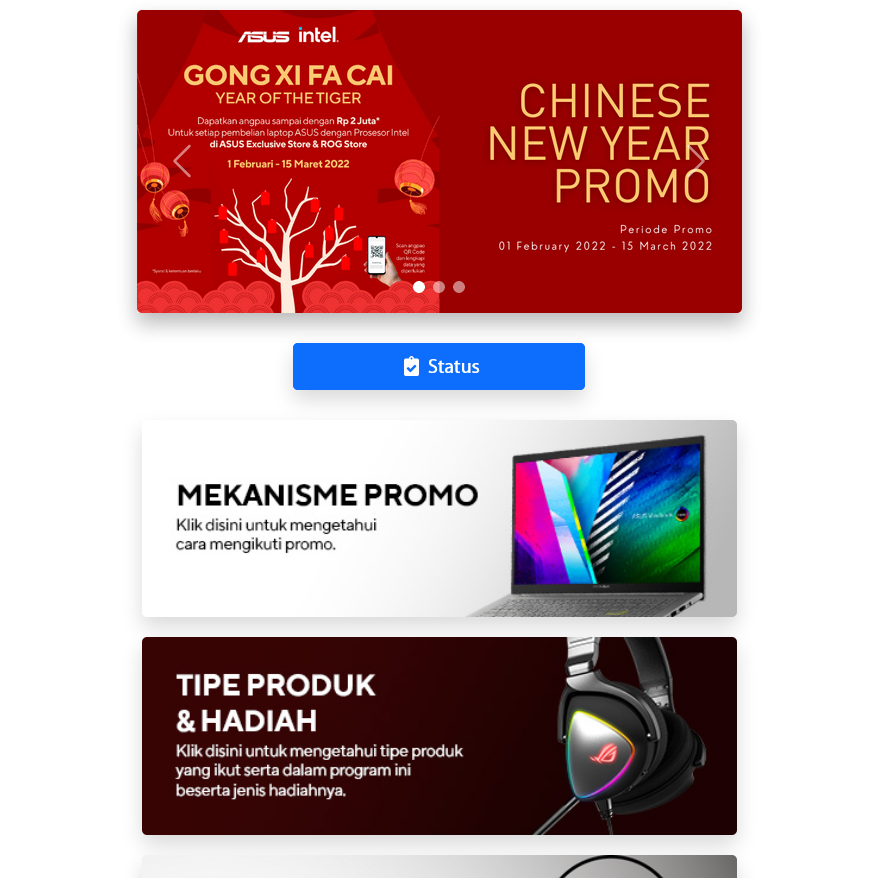 ASUS intel.
GONG XI FA CAI
YEAR OF THE TIGER
Dapatkan angpau sampai dengan Rp 2 Juta*
Untuk setiap pembelian laptop ASUS dengan Prosesor Intel
di ASUS Exclusive Store & ROG Store
1 Februari - 15 Maret 2022
Scan angpao
QR Code
dan lengkapi
data yang
diperlukan
*Syarat & ketentuan berlaku
CHINESE
NEW YEAR
PROMO
Periode Promo
01 February 2022 - 15 March 2022
Status
MEKANISME PROMO
Klik disini untuk mengetahui
cara mengikuti promo.
TIPE PRODUK
& HADIAH
Klik disini untuk mengetahui tipe produk
yang ikut serta dalam program ini
beserta jenis hadiahnya.